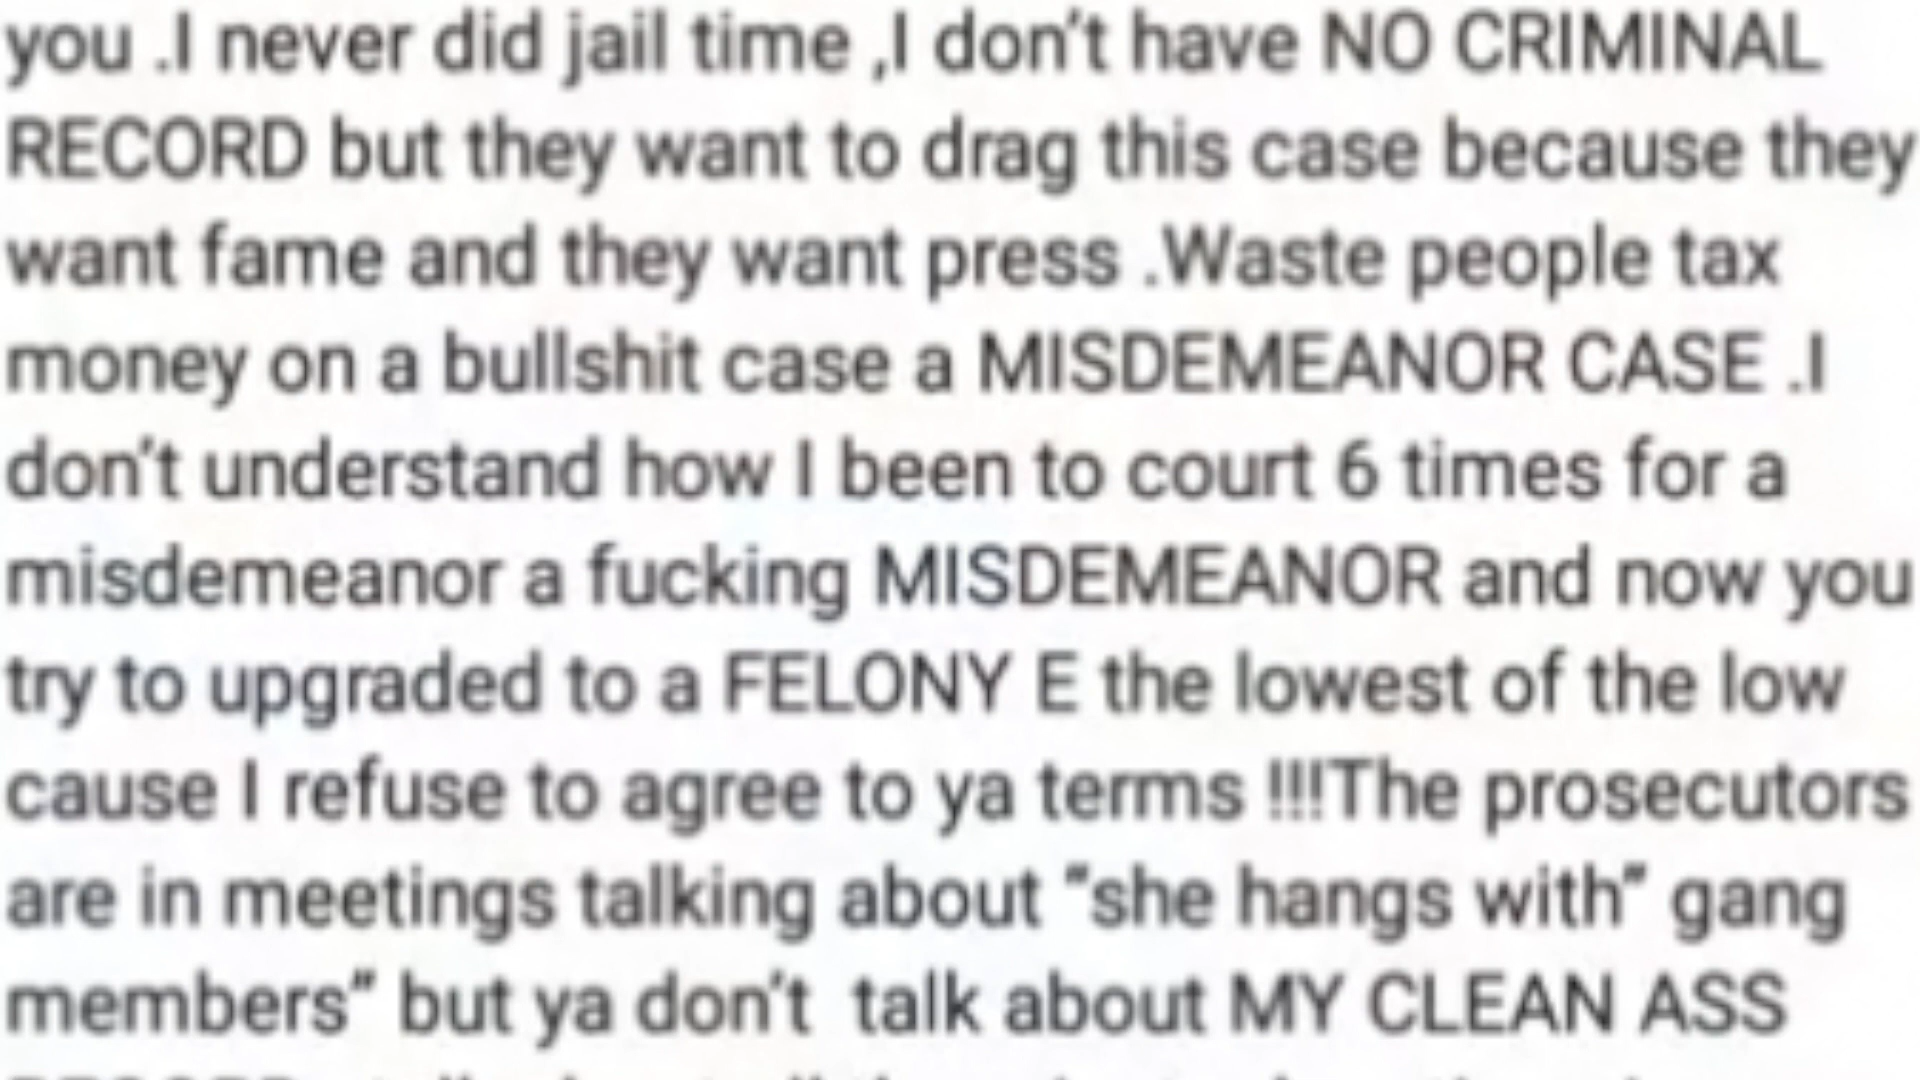 you .I never did jail time ,I don't have NO CRIMINAL
RECORD but they want to drag this case because they
want fame and they want press .Waste people tax
money on a bullshit case a MISDEMEANOR CASE .I
don't understand how I been to court 6 times for a
misdemeanor a fucking MISDEMEANOR and now you
try to upgraded to a FELONY E the lowest of the low
cause I refuse to agree to ya terms !!!The prosecutors
are in meetings talking about “she hangs with” gang
members” but ya don't  talk about MY CLEAN ASS